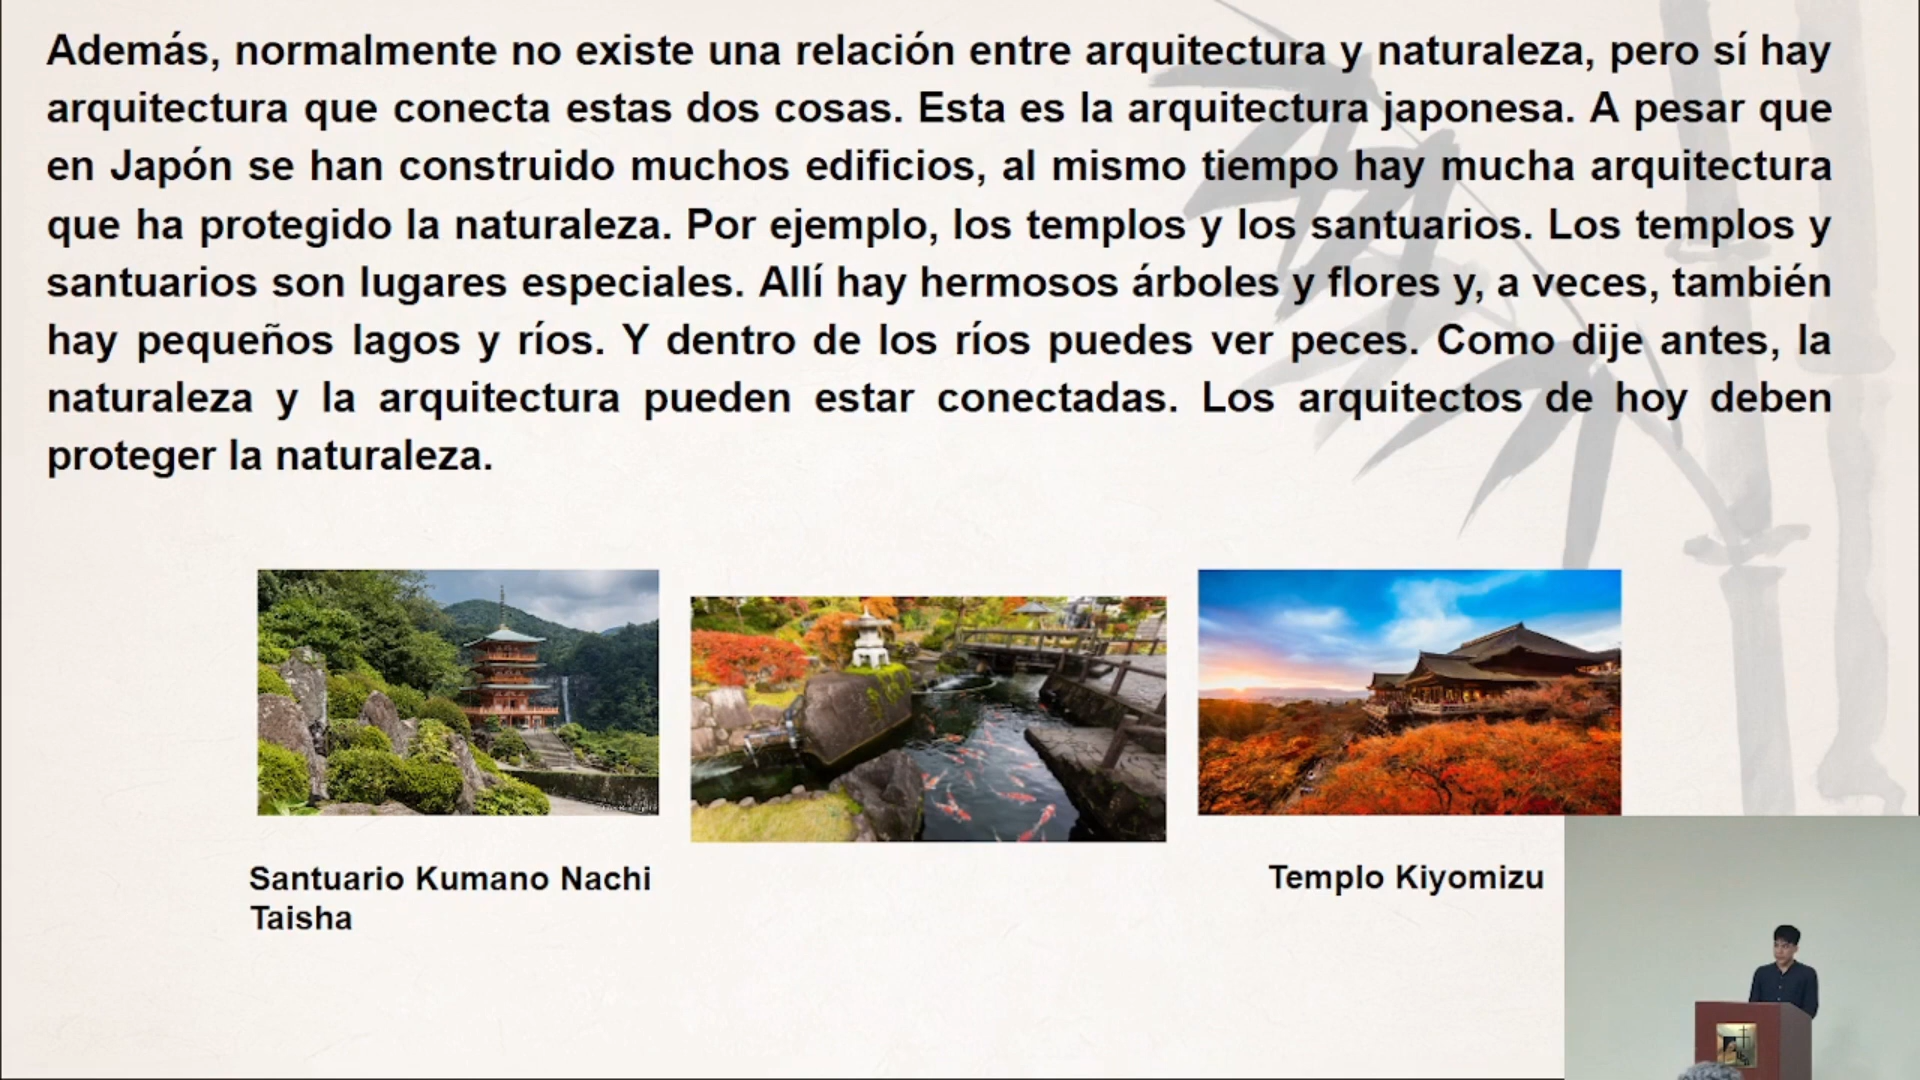 Además, normalmente no existe una relación entre arquitectura y naturaleza, pero sí hay
arquitectura que conecta estas dos cosas. Esta es la arquitectura japonesa. A pesar que
en Japón se han construido muchos edificios, al mismo tiempo hay mucha arquitectura
que ha protegido la naturaleza. Por ejemplo, los templos y los santuarios. Los templos y
santuarios son lugares especiales. Allí hay hermosos árboles y flores y, a veces, también
hay pequeños lagos y ríos. Y dentro de los ríos puedes ver peces. Como dije antes, la
naturaleza y la arquitectura pueden estar conectadas. Los arquitectos de hoy deben
proteger la naturaleza.
Santuario Kumano Nachi
Taisha
Templo Kiyomizu